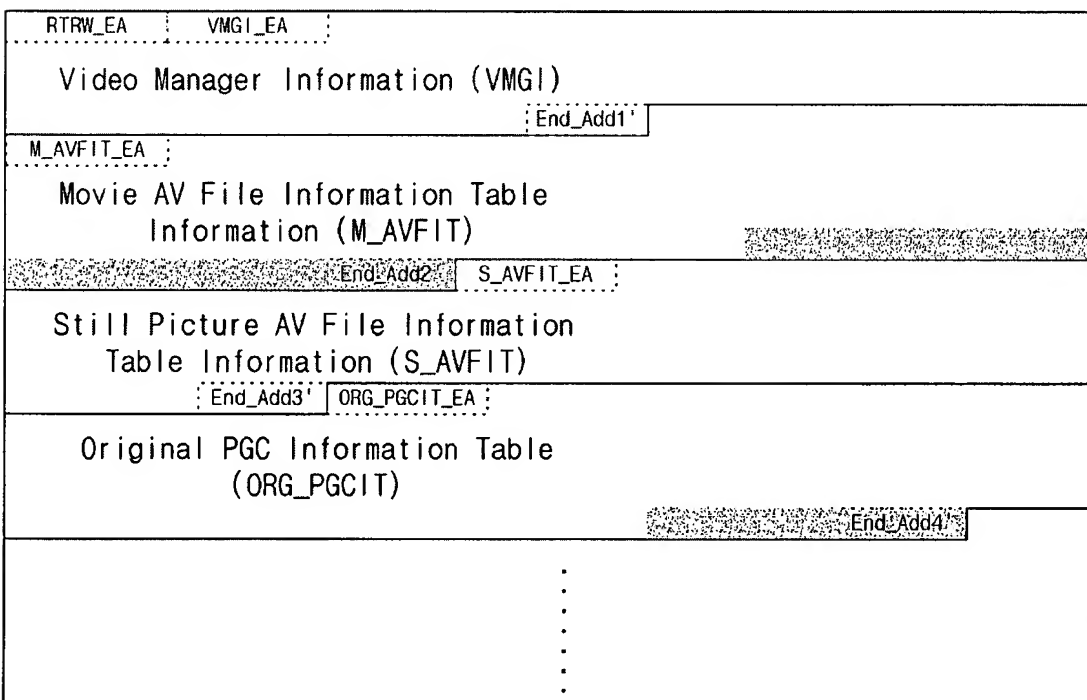 RTRW_EA VMGI_EA
Video Manager Information (VMGI)
End_Add1'
M_AVFIT_EA
Movie AV File Information Table
Information (M_AVFIT)
End_Add2' S_AVFIT_EA
Still Picture AV File Information
Table Information (S_AVFIT)
End_Add3' ORG_PGCIT_EA
Original PGC Information Table
(ORG_PGCIT)
End_Add4'